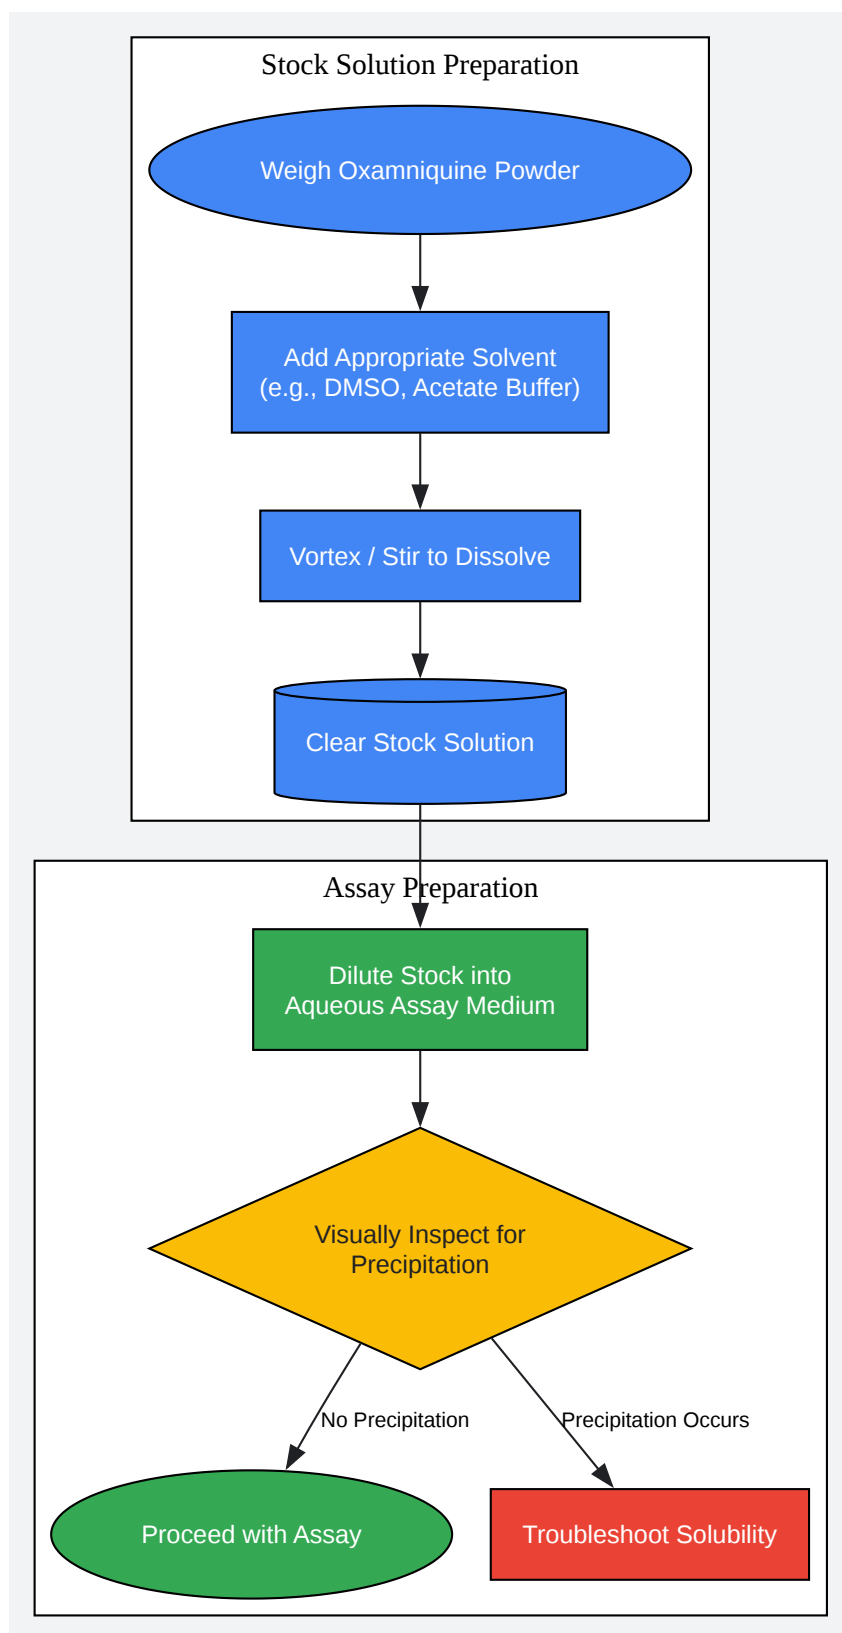 Stock Solution Preparation
Weigh Oxamniquine Powder
Add Appropriate Solvent
(e.g., DMSO, Acetate Buffer)
Vortex / Stir to Dissolve
Clear Stock Solution
Assay Preparation
Dilute Stock into
Aqueous Assay Medium
Visually Inspect for
Precipitation
No Precipitation
Precipitation Occurs
Proceed with Assay
Troubleshoot Solubility